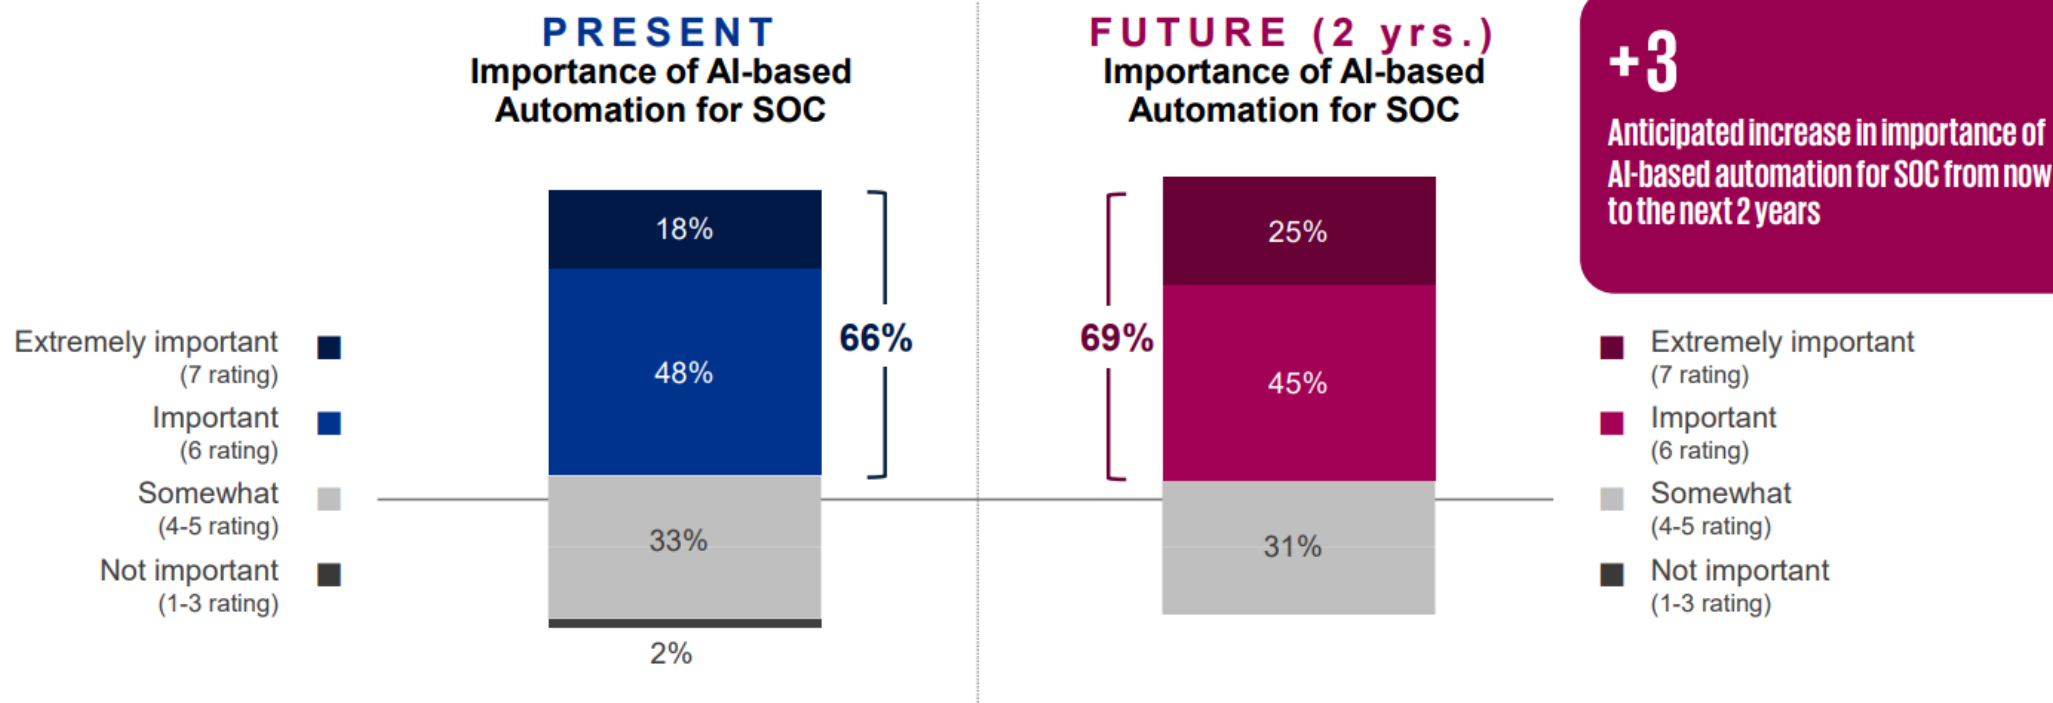 PRESENT
Importance of AI-based
Automation for SOC
18%
48%
33%
2%
66%
Extremely important
(7 rating)
Important
(6 rating)
Somewhat
(4-5 rating)
Not important
(1-3 rating)
FUTURE (2 yrs.)
Importance of AI-based
Automation for SOC
69%
25%
45%
31%
+3
Anticipated increase in importance of
AI-based automation for SOC from now
to the next 2 years
Extremely important
(7 rating)
Important
(6 rating)
Somewhat
(4-5 rating)
Not important
(1-3 rating)